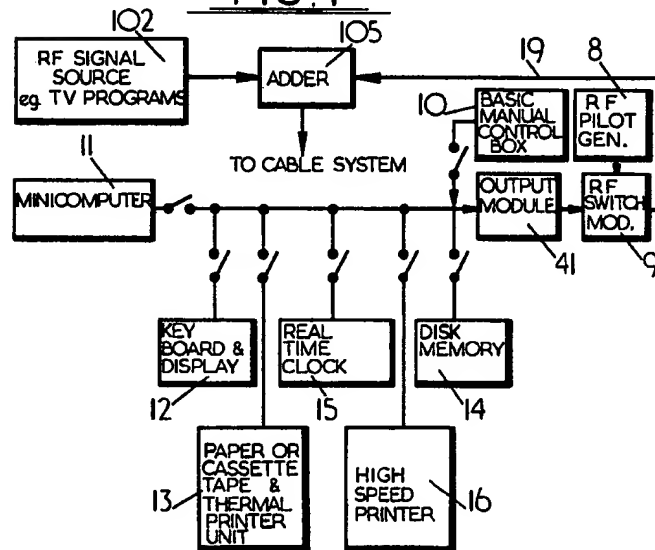 102
RF SIGNAL
SOURCE
eg. TV PROGRAMS
105
ADDER
TO CABLE SYSTEM
19
8
10
BASIC
MANUAL
CONTROL
BOX
RF
PILOT
GEN.
11
MINICOMPUTER
OUTPUT
MODULE
41
RF
SWITCH
MOD.
9
KEY
BOARD &
DISPLAY
12
REAL
TIME
CLOCK
15
DISK
MEMORY
14
PAPER OR
CASSETTE
TAPE &
THERMAL
PRINTER
UNIT
13
HIGH
SPEED
PRINTER
16